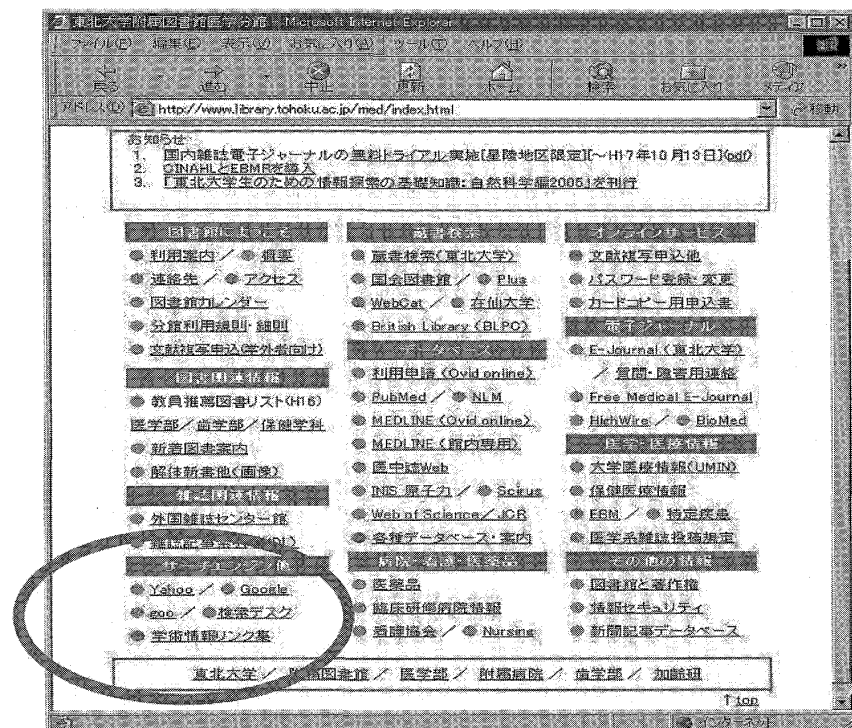 東北大学附属図書館医学分館 - Microsoft Internet Explorer
ファイル(F) 編集(E) 表示(V) お気に入り(A) ツール(T) ヘルプ(H)
戻る 進む 中止 更新 ホーム 検索 お気に入り メディア
アドレス(D) http://www.library.tohoku.ac.jp/med/index.html 移動
お知らせ
1. 国内雑誌電子ジャーナルの無料トライアル実施[星陵地区限定][～H17年10月13日](pdf)
2. CINAHLとEBMRを導入
3. 『東北大学生のための情報探索の基礎知識:自然科学編2005』を刊行
図書館にようこそ
利用案内 / 概要
連絡先 / アクセス
図書館カレンダー
分館利用規則・細則
文献複写申込(学外者向け)
図書関連情報
教員推薦図書リスト(H16)
医学部/歯学部/保健学科
新着図書案内
解体新書他(画像)
雑誌関連情報
外国雑誌センター館
サーチエンジン他
Yahoo / Google
goo / 検索デスク
学術情報リンク集
蔵書検索
蔵書検索(東北大学)
国会図書館 / Plus
WebCat / 在仙大学
British Library (BLPC)
データベース
利用申請 (Ovid online)
PubMed / NLM
MEDLINE (Ovid online)
MEDLINE (館内専用)
医中誌Web
INIS 原子力 / Scirus
Web of Science / JCR
各種データベース・案内
病院・看護・医薬品
医薬品
臨床研修病院情報
看護協会 / Nursing
オンラインサービス
文献複写申込他
パスワード登録・変更
カードコピー用申込書
電子ジャーナル
E-Journal (東北大学)
/ 質問・障害用連絡
Free Medical E-Journal
HighWire / BioMed
医学・医療情報
大学医療情報(UMIN)
保健医療情報
EBM / 特定疾患
医学系雑誌投稿規定
その他の情報
図書館と著作権
情報セキュリティ
新聞記事データベース
東北大学 / 附属図書館 / 医学部 / 附属病院 / 歯学部 / 加齢研
↑top
インターネット